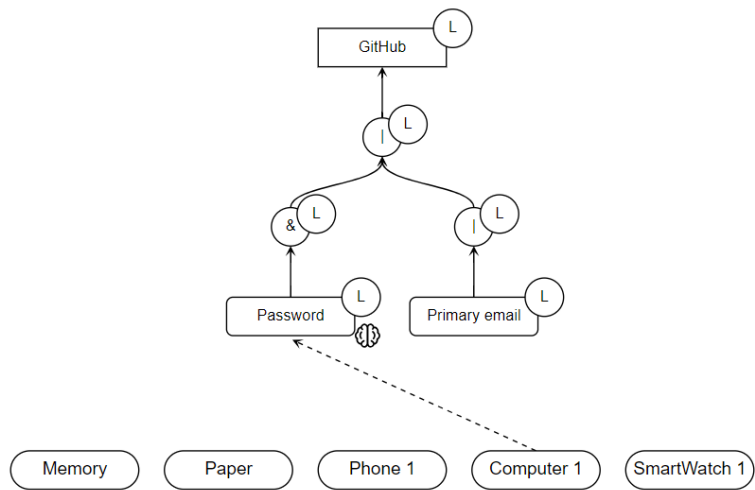 L
GitHub
| L
& L
| L
L
L
Password
Primary email
Memory
Paper
Phone 1
Computer 1
SmartWatch 1